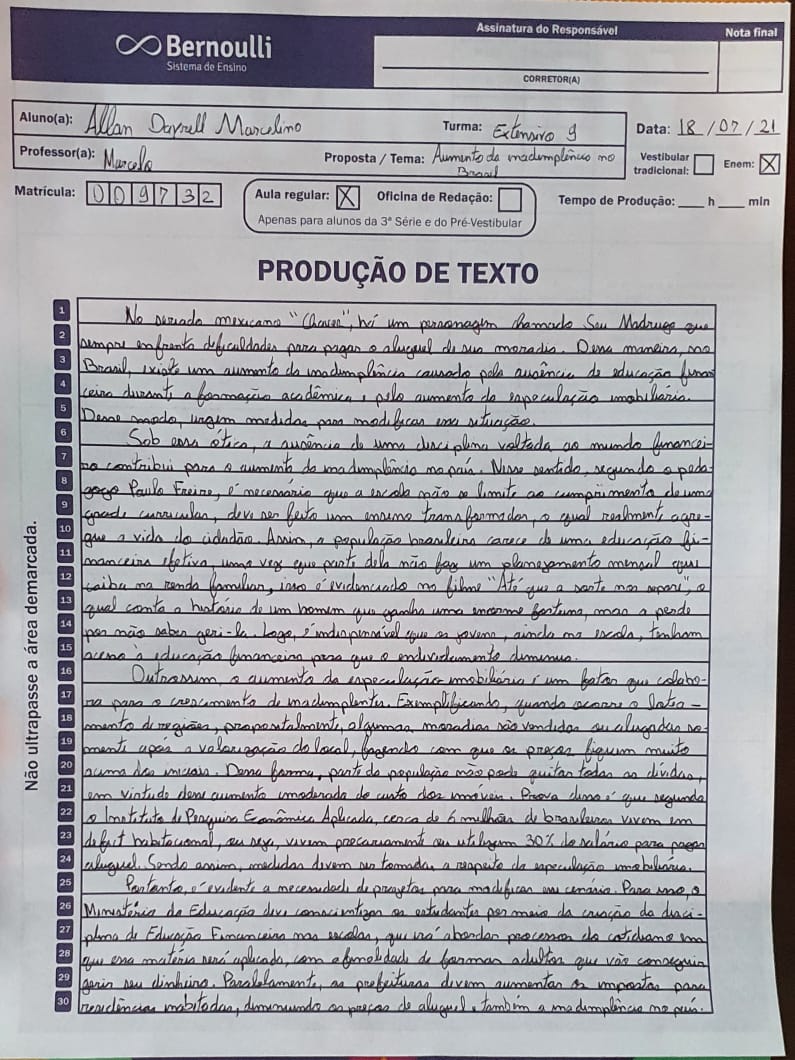 Bernoulli
Sistema de Ensino
Assinatura do Responsável
Nota final
CORRETOR(A)
Aluno(a): Allan Dayrell Marcelino
Turma: Extensivo 9
Data: 18/07/21
Professor(a): Marcelo
Proposta / Tema: Aumento da inadimplência no
Brasil
Vestibular tradicional:
Enem: X
Matrícula: 009732
Aula regular: X
Oficina de Redação:
Apenas para alunos da 3ª Série e do Pré-Vestibular
Tempo de Produção: ____ h ____ min
PRODUÇÃO DE TEXTO
Não ultrapasse a área demarcada.
1 No seriado mexicano "Chaves", há um personagem chamado Seu Madruga que
2 sempre enfrenta dificuldades para pagar o aluguel de sua moradia. Dessa maneira, no
3 Brasil, existe um aumento da inadimplência causado pela ausência de educação finan
4 ceira durante a formação acadêmica e pelo aumento da especulação imobiliária.
5 Desse modo, urgem medidas para modificar essa situação.
6 Sob essa ótica, a ausência de uma disciplina voltada ao mundo financei-
7 ro contribui para o aumento da inadimplência no país. Nesse sentido, segundo o peda-
8 gogo Paulo Freire, é necessário que a escola não se limite ao cumprimento de uma
9 grade curricular, deve ser feito um ensino transformador, o qual realmente agre-
10 gue a vida do cidadão. Assim, a população brasileira carece de uma educação fi-
11 nanceira efetiva, uma vez que parte dela não faz um planejamento mensal que
12 caiba na renda familiar, isso é evidenciado no filme "Até que a sorte nos separe", o
13 qual conta a história de um homem que ganha uma enorme fortuna, mas a perde
14 por não saber geri-la. Logo, é indispensável que os jovens, ainda na escola, tenham
15 acesso à educação financeira para que o endividamento diminua.
16 Outrossim, o aumento da especulação imobiliária é um fator que colabo-
17 ra para o crescimento de inadimplentes. Exemplificando, quando ocorre o lotea-
18 mento de regiões, propositalmente, algumas moradias são vendidas ou alugadas so-
19 mente após a valorização do local, fazendo com que os preços fiquem muito
20 acima dos iniciais. Dessa forma, parte da população não pode quitar todas as dívidas,
21 em virtude desse aumento imoderado do custo dos imóveis. Prova disso é que segundo
22 o Instituto de Pesquisa Econômica Aplicada, cerca de 6 milhões de brasileiros vivem em
23 deficit habitacional, ou seja, vivem precariamente ou utilizam 30% do salário para pagar
24 aluguel. Sendo assim, medidas devem ser tomadas a respeito da especulação imobiliária.
25 Portanto, é evidente a necessidade de projetos para modificar esse cenário. Para isso, o
26 Ministério da Educação deve conscientizar os estudantes por meio da criação da disci-
27 plina de Educação Financeira nas escolas, que irá abordar processos do cotidiano em
28 que essa matéria será aplicada, com a finalidade de formar adultos que vão conseguir
29 gerir seu dinheiro. Paralelamente, as prefeituras devem aumentar os impostos para
30 residências inabitadas, diminuindo os preços de aluguel e também a inadimplência no país.